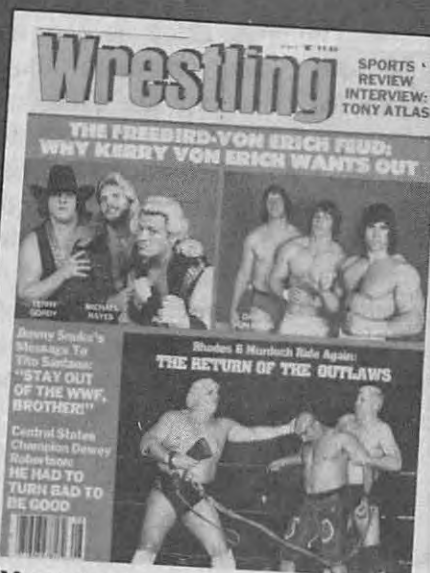 Wrestling
SPORTS
REVIEW
INTERVIEW:
TONY ATLAS
THE FREEBIRD-VON ERICH FEUD:
WHY KERRY VON ERICH WANTS OUT
TERRY
GORDY
MICHAEL
HAYES
Jimmy Snuka's
Message To
Tito Santana:
"STAY OUT
OF THE WWF,
BROTHER!"
Central States
Champion Dewey
Robertson:
HE HAD TO
TURN BAD TO
BE GOOD
Rhodes & Murdoch Ride Again:
THE RETURN OF THE OUTLAWS